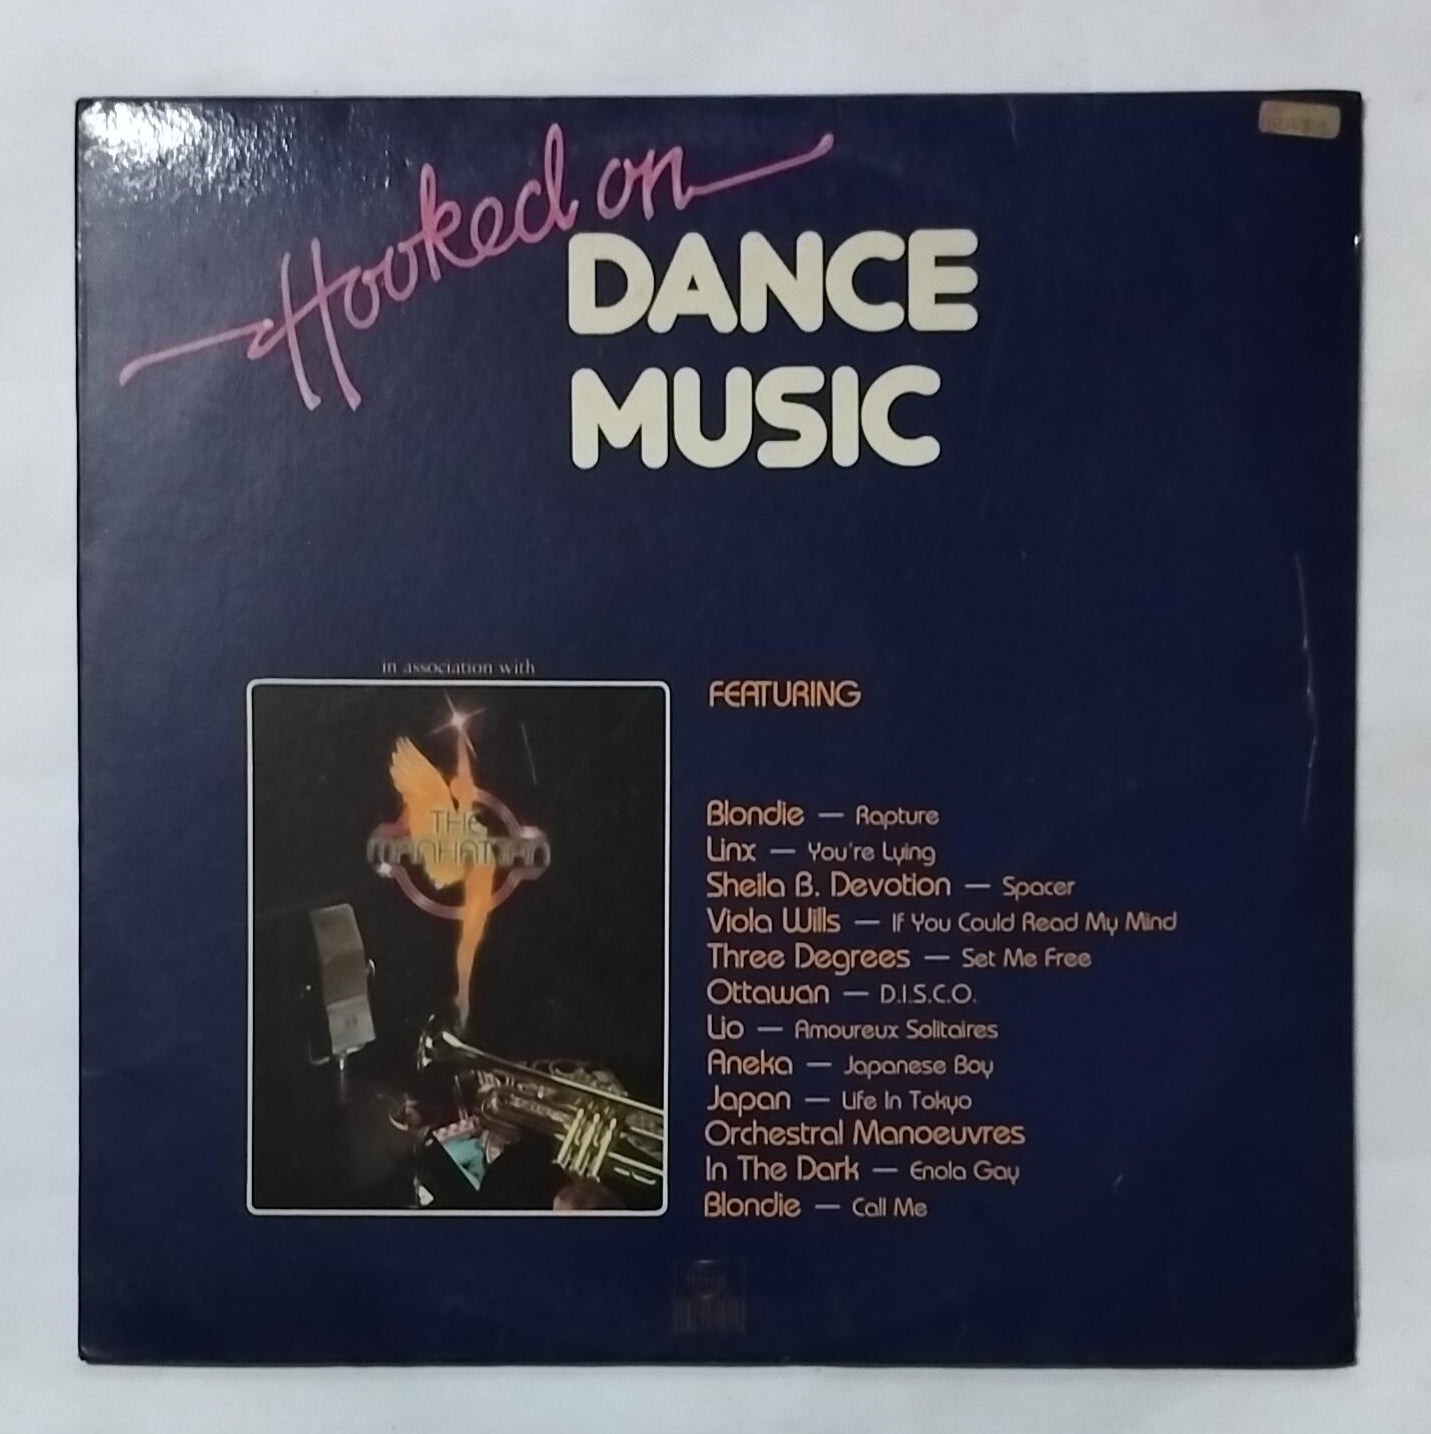 Hooked on
DANCE
MUSIC
in association with
THE
MANHATTAN
FEATURING
Blondie — Rapture
Linx — You're Lying
Sheila B. Devotion — Spacer
Viola Wills — If You Could Read My Mind
Three Degrees — Set Me Free
Ottawan — D.I.S.C.O.
Lio — Amoureux Solitaires
Aneka — Japanese Boy
Japan — Life In Tokyo
Orchestral Manoeuvres
In The Dark — Enola Gay
Blondie — Call Me